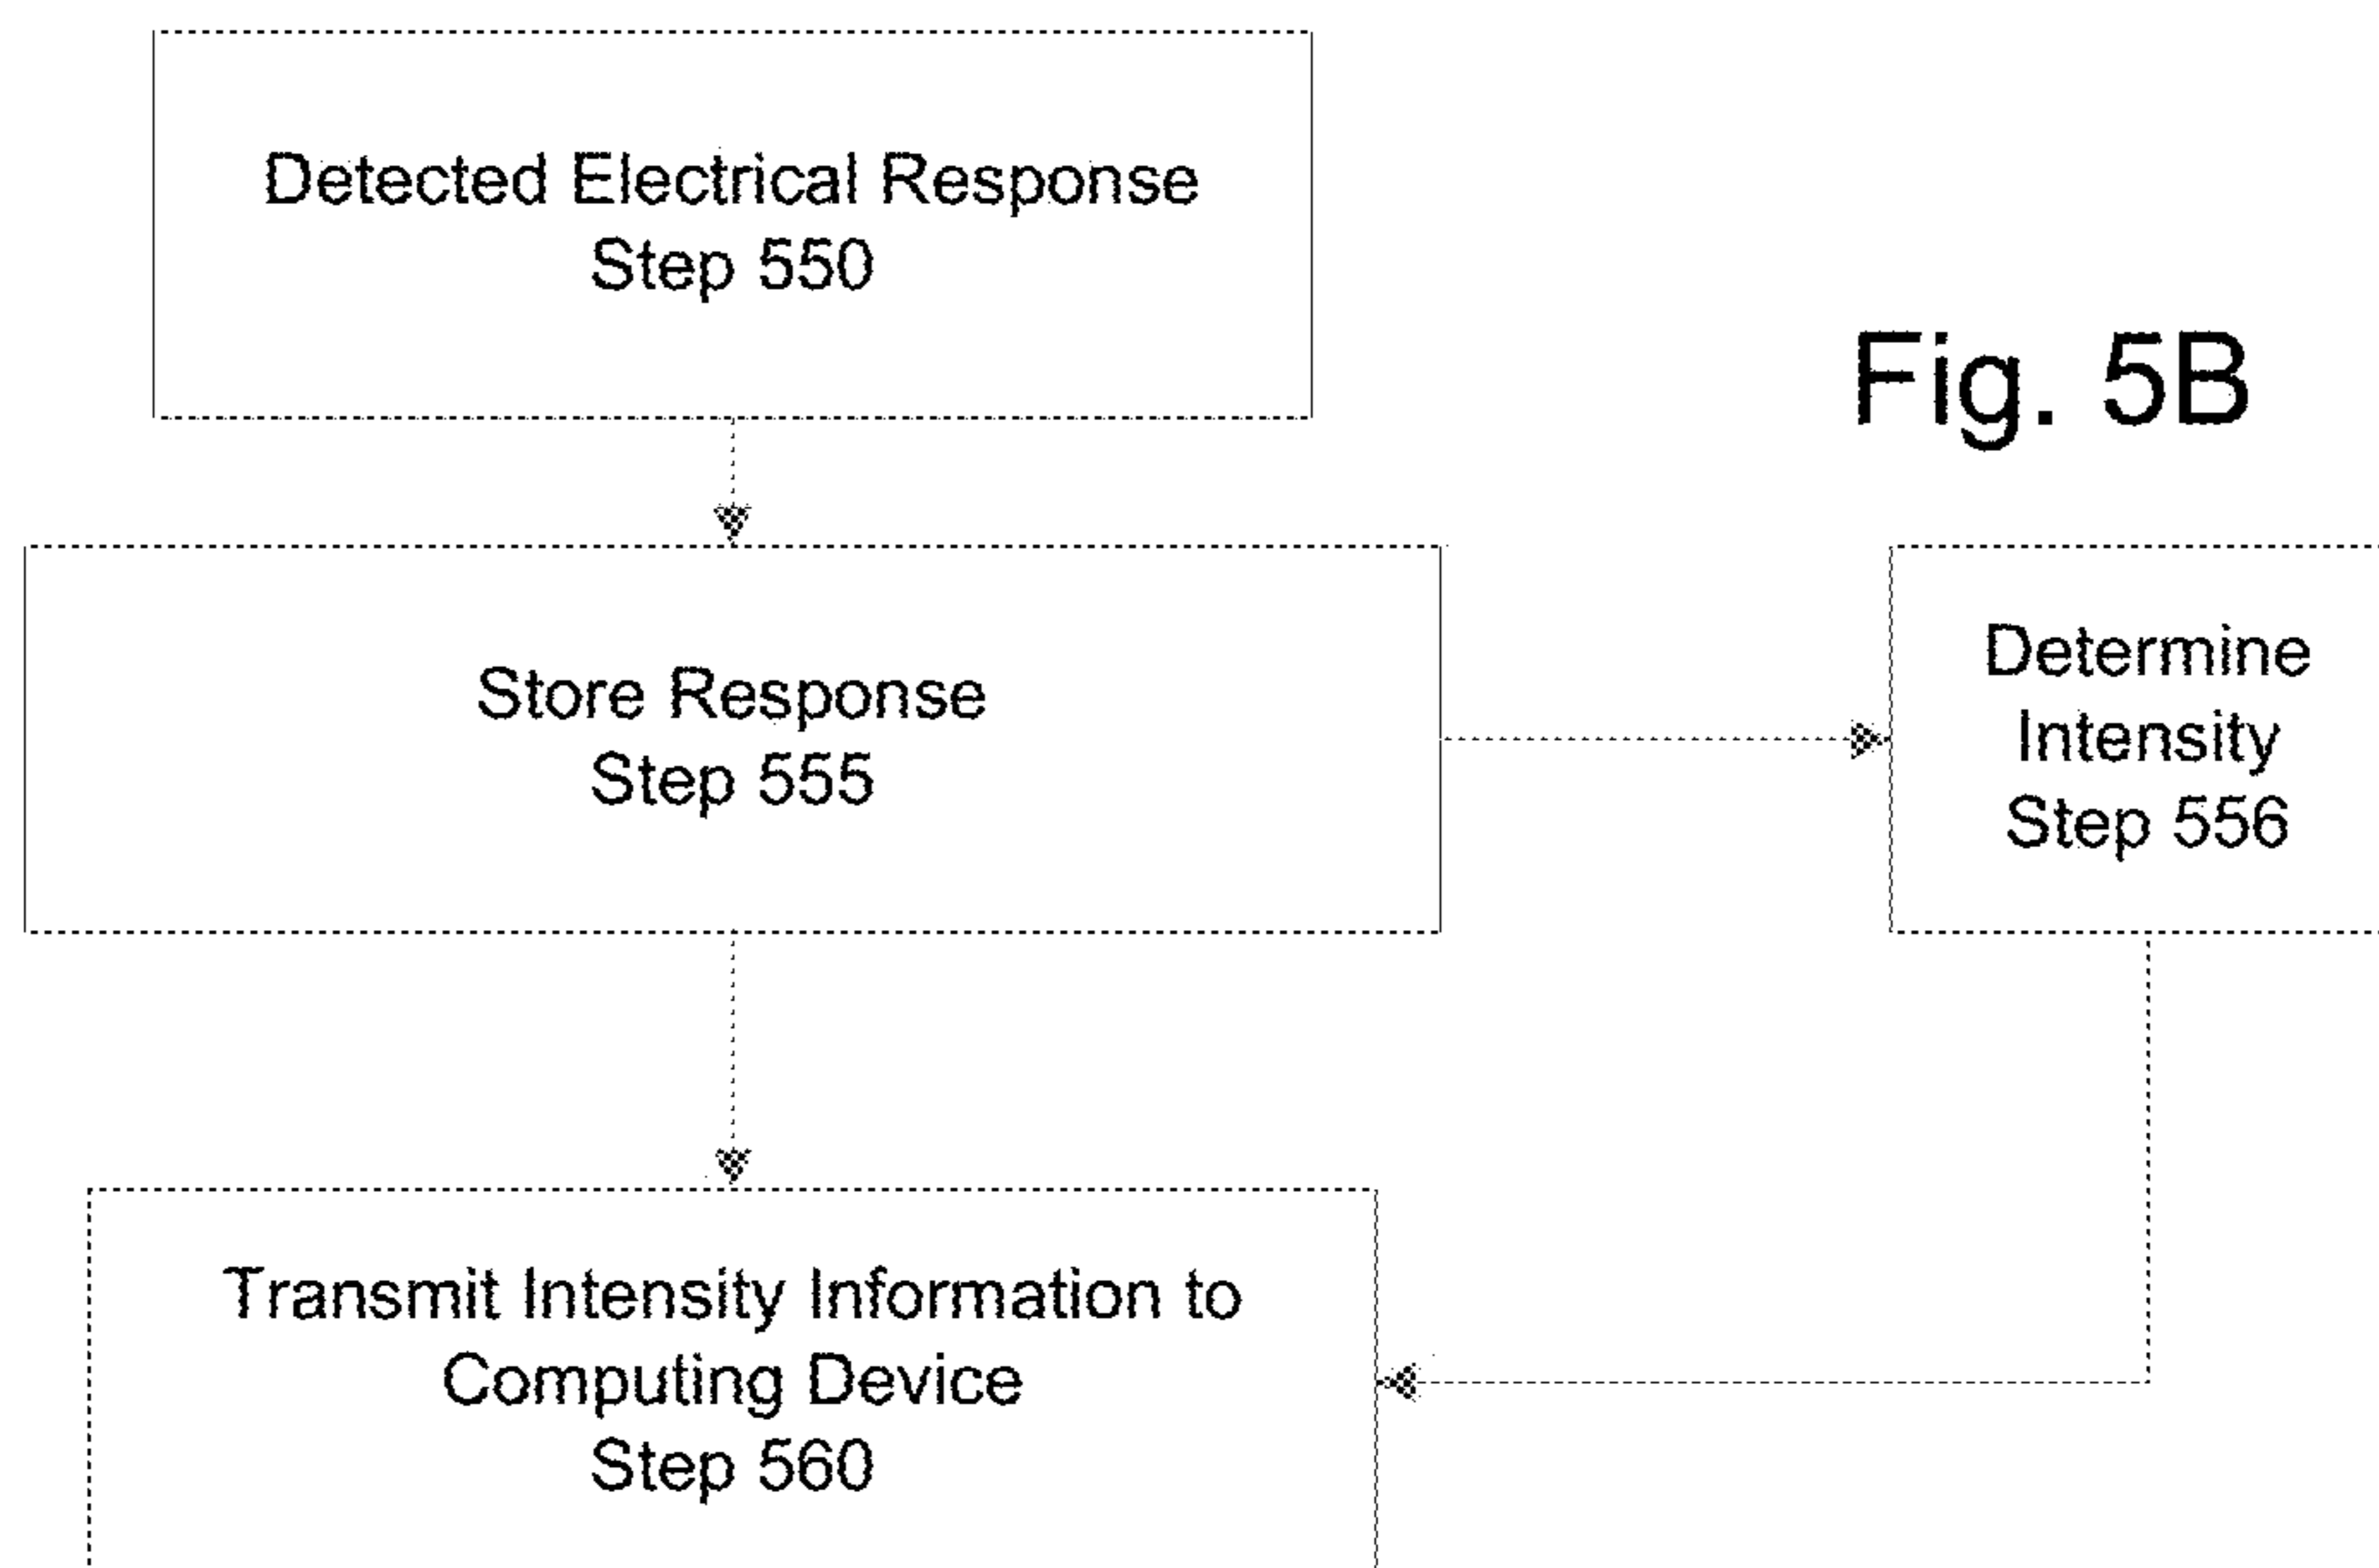 Detected Electrical Response
Step 550
Fig. 5B
Store Response
Step 555
Determine
Intensity
Step 556
Transmit Intensity Information to
Computing Device
Step 560